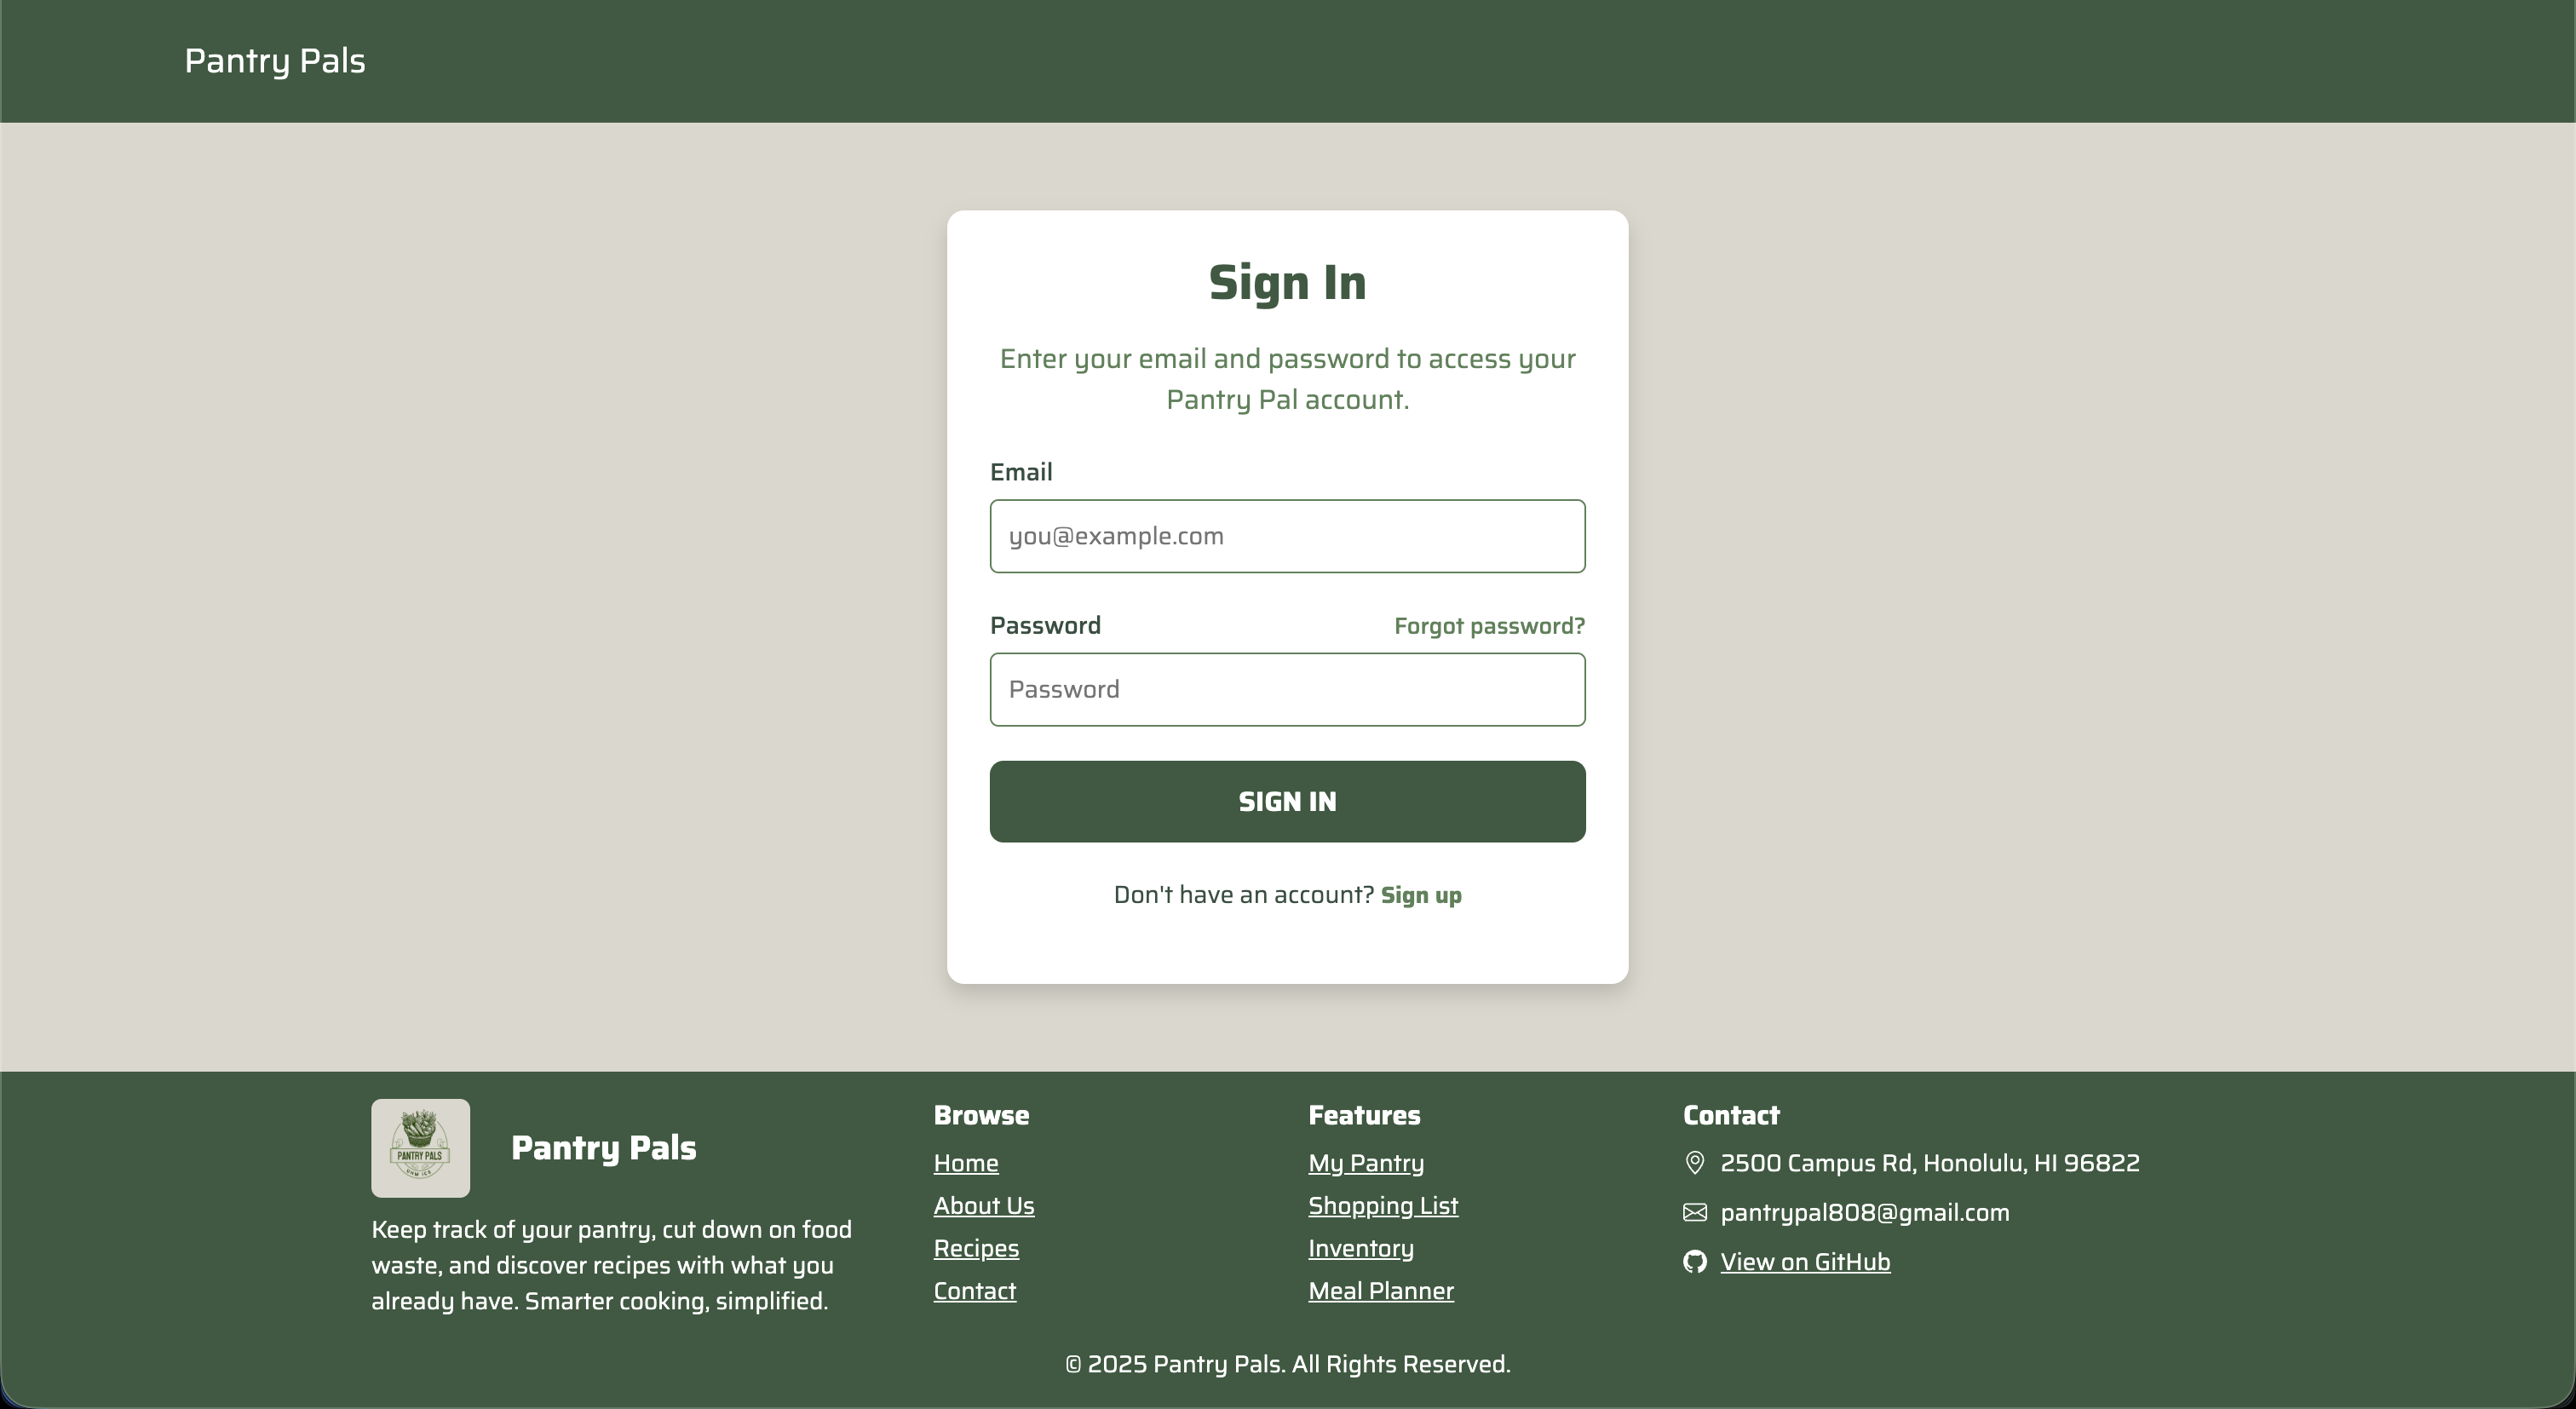 Pantry Pals
Sign In
Enter your email and password to access your
Pantry Pal account.
Email
you@example.com
Password
Forgot password?
Password
SIGN IN
Don't have an account? Sign up
PANTRY PALS
Pantry Pals
Keep track of your pantry, cut down on food
waste, and discover recipes with what you
already have. Smarter cooking, simplified.
Browse
Home
About Us
Recipes
Contact
Features
My Pantry
Shopping List
Inventory
Meal Planner
Contact
2500 Campus Rd, Honolulu, HI 96822
pantrypal808@gmail.com
View on GitHub
© 2025 Pantry Pals. All Rights Reserved.